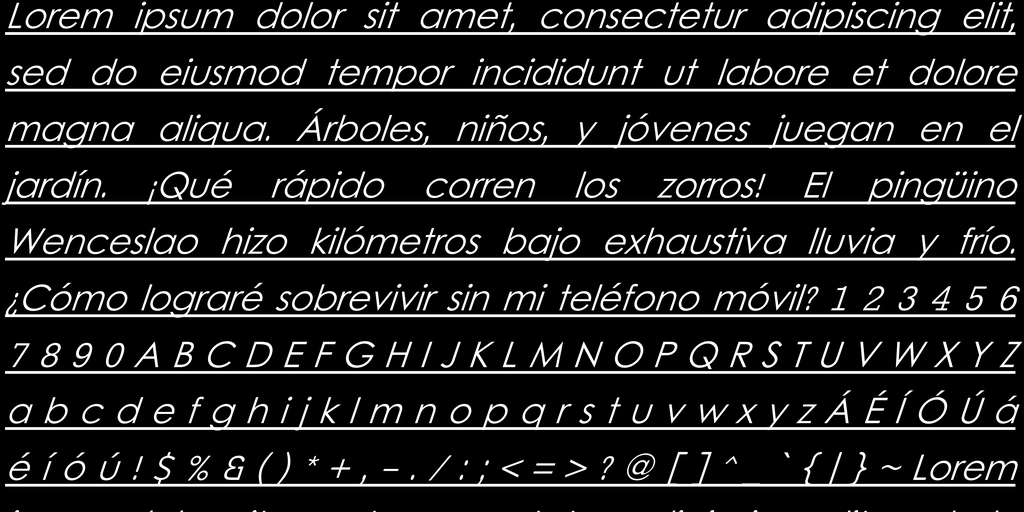 Lorem ipsum dolor sit amet, consectetur adipiscing elit,
sed do eiusmod tempor incididunt ut labore et dolore
magna aliqua. Árboles, niños, y jóvenes juegan en el
jardín. ¡Qué rápido corren los zorros! El pingüino
Wenceslao hizo kilómetros bajo exhaustiva lluvia y frío.
¿Cómo lograré sobrevivir sin mi teléfono móvil? 1 2 3 4 5 6
7 8 9 0 A B C D E F G H I J K L M N O P Q R S T U V W X Y Z
a b c d e f g h i j k l m n o p q r s t u v w x y z Á É Í Ó Ú á
é í ó ú ! $ % & ( ) * + , - . / : ; < = > ? @ [ ] ^ _ ` { | } ~ Lorem